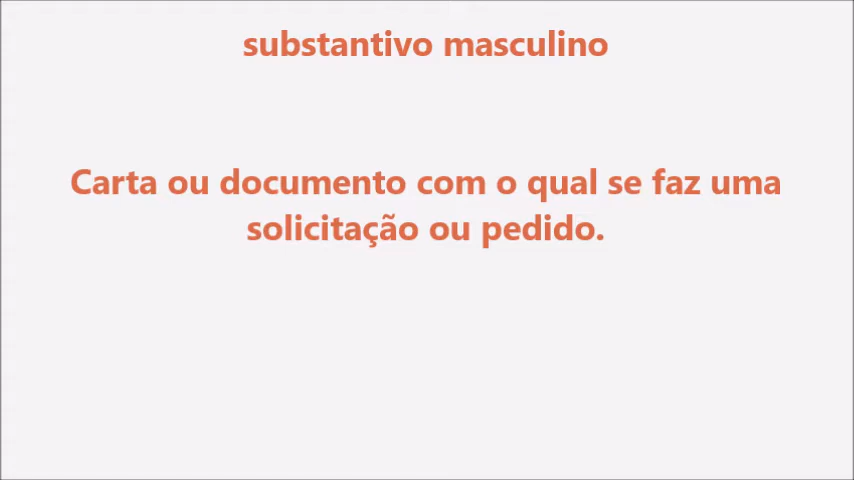 substantivo masculino
Carta ou documento com o qual se faz uma
solicitação ou pedido.